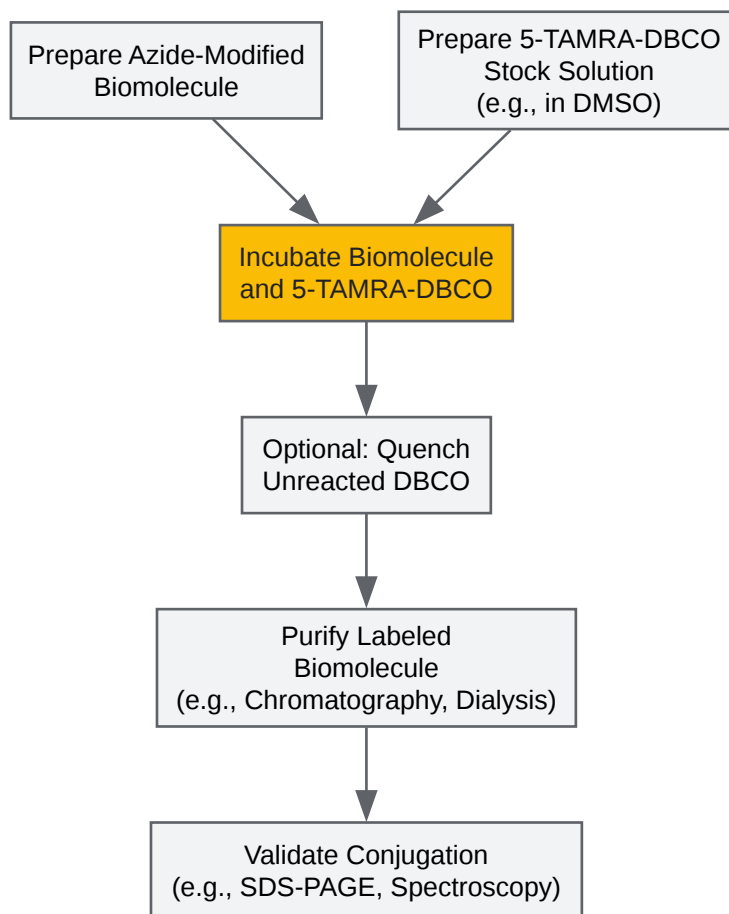 Prepare Azide-Modified
Biomolecule
Prepare 5-TAMRA-DBCO
Stock Solution
(e.g., in DMSO)
Incubate Biomolecule
and 5-TAMRA-DBCO
Optional: Quench
Unreacted DBCO
Purify Labeled
Biomolecule
(e.g., Chromatography, Dialysis)
Validate Conjugation
(e.g., SDS-PAGE, Spectroscopy)